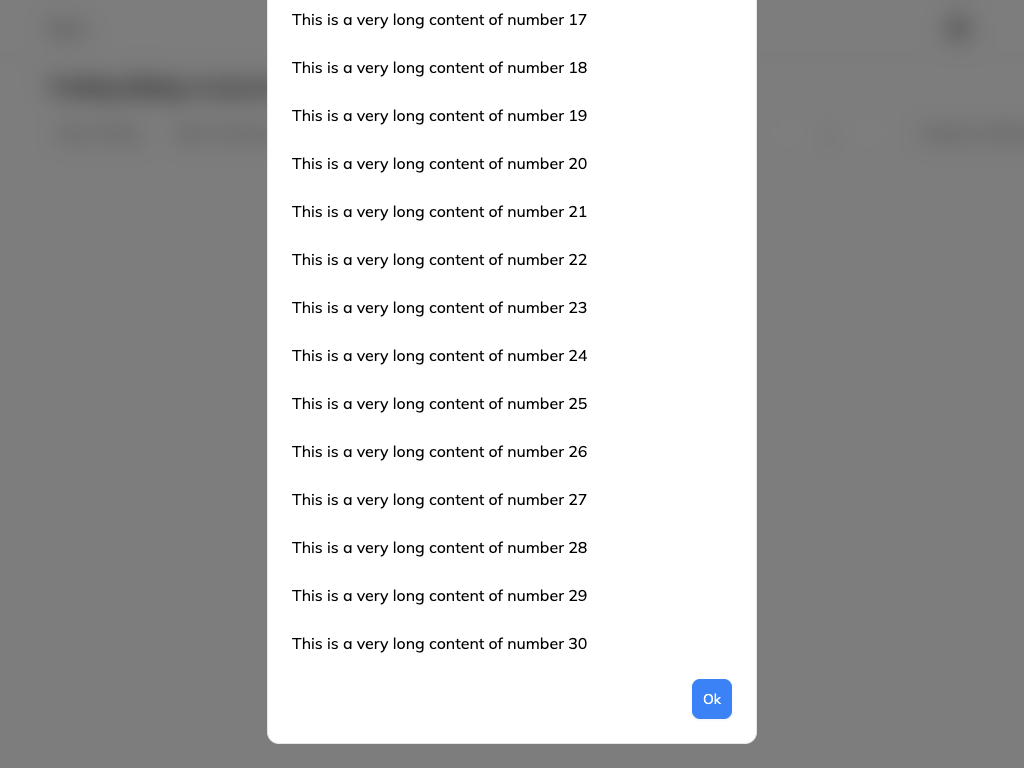 This is a very long content of number 17
This is a very long content of number 18
This is a very long content of number 19
This is a very long content of number 20
This is a very long content of number 21
This is a very long content of number 22
This is a very long content of number 23
This is a very long content of number 24
This is a very long content of number 25
This is a very long content of number 26
This is a very long content of number 27
This is a very long content of number 28
This is a very long content of number 29
This is a very long content of number 30
Ok